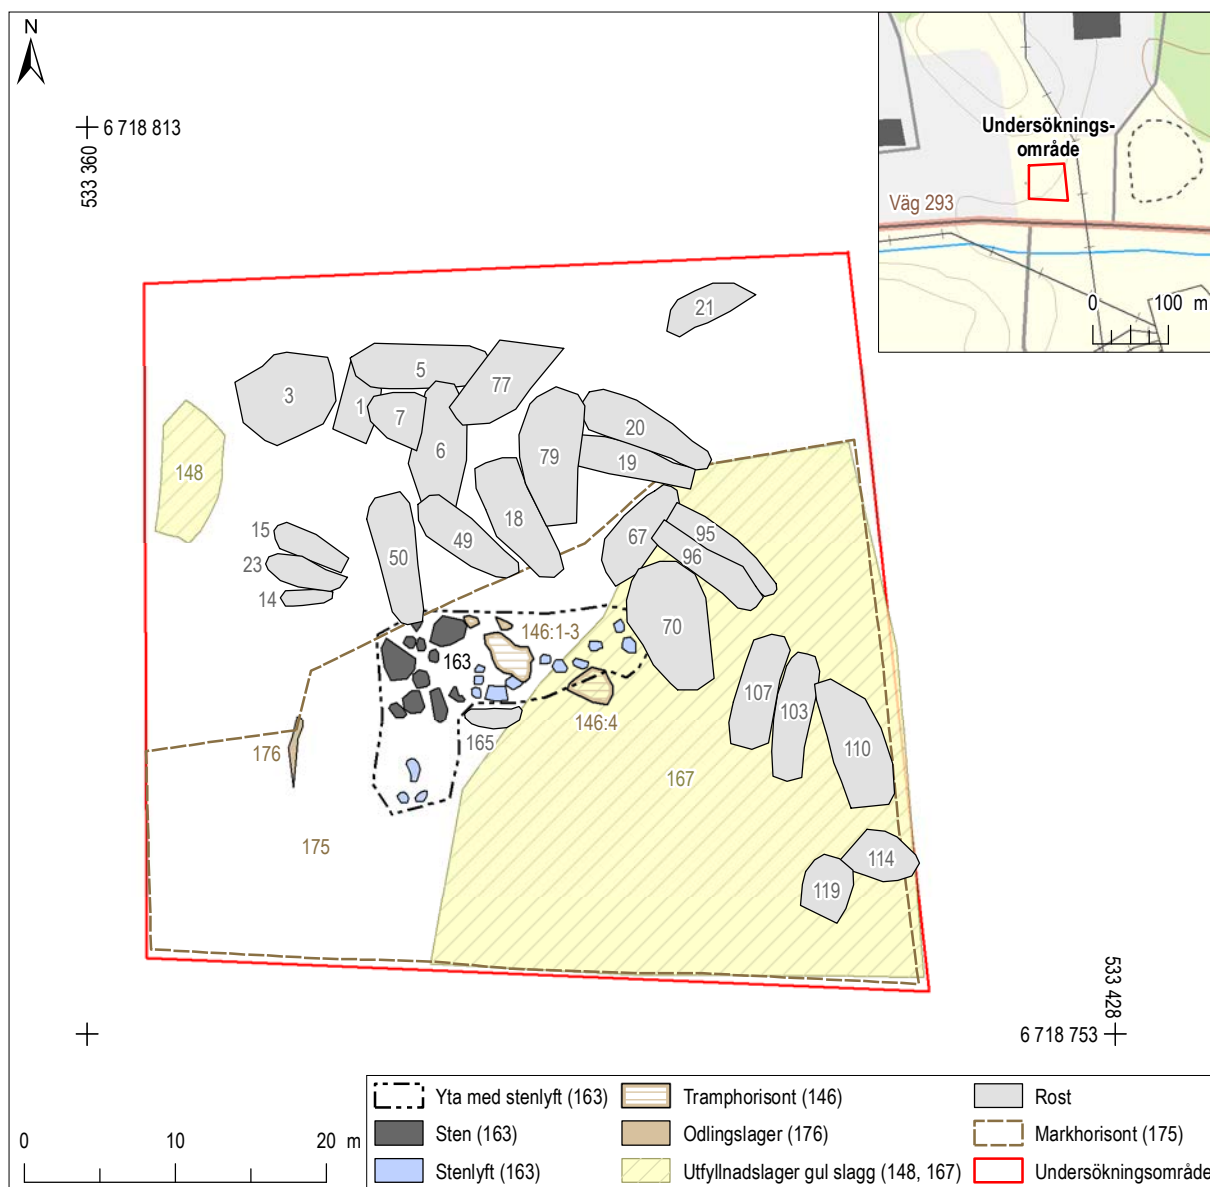 N
6 718 813
533 360
Undersöknings-
område
Väg 293
0 100 m
21
5
3
1
77
7
20
6
79
19
148
18
15
50
49
67
95
23
96
14
146:1-3
70
163
107
103
146:4
165
110
176
167
175
114
119
533 428
6 718 753
0 10 20 m
Yta med stenlyft (163)
Sten (163)
Stenlyft (163)
Tramphorisont (146)
Odlingslager (176)
Utfyllnadslager gul slagg (148, 167)
Rost
Markhorisont (175)
Undersökningsområde